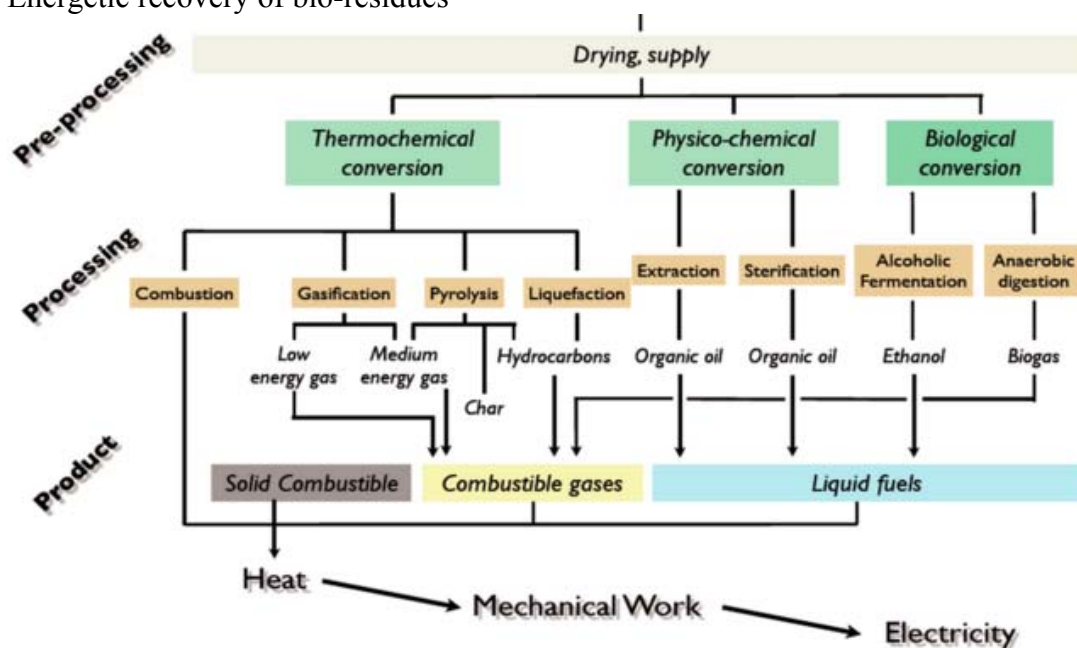 Energetic recovery of bio-residues
Drying, supply
Pre-processing
Thermochemical
conversion
Physico-chemical
conversion
Biological
conversion
Processing
Combustion
Gasification
Pyrolysis
Liquefaction
Extraction
Sterification
Alcoholic
Fermentation
Anaerobic
digestion
Low
energy gas
Medium
energy gas
Char
Hydrocarbons
Organic oil
Organic oil
Ethanol
Biogas
Product
Solid Combustible
Combustible gases
Liquid fuels
Heat
Mechanical Work
Electricity